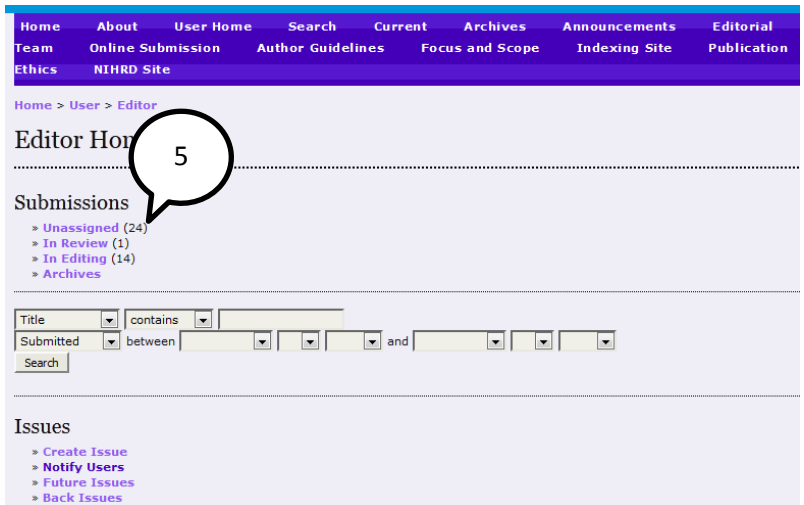 Home About User Home Search Current Archives Announcements Editorial
Team Online Submission Author Guidelines Focus and Scope Indexing Site Publication
Ethics NIHRD Site
Home > User > Editor
Editor Hom
5
Submissions
» Unassigned (24)
» In Review (1)
» In Editing (14)
» Archives
Title contains
Submitted between and
Search
Issues
» Create Issue
» Notify Users
» Future Issues
» Back Issues